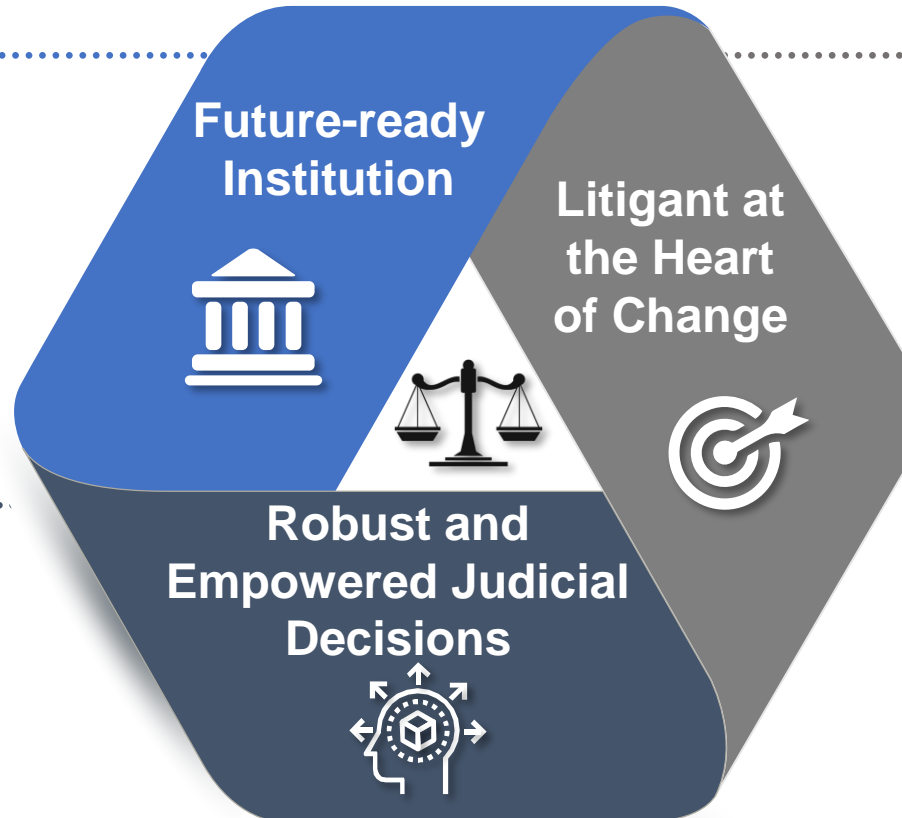 Future-ready
Institution
Litigant at
the Heart
of Change
Robust and
Empowered Judicial
Decisions